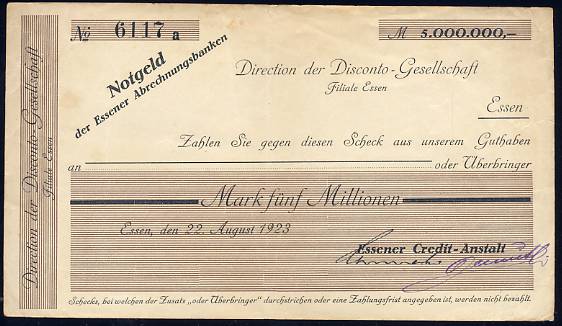 Direction der Disconto-Gesellschaft
Filiale Essen
No 6117 a
M 5.000.000,-
Notgeld
der Essener Abrechnungsbanken
Direction der Disconto-Gesellschaft
Filiale Essen
Essen
Zahlen Sie gegen diesen Scheck aus unserem Guthaben
an oder Überbringer
Mark fünf Millionen
Essen, den 22. August 1923
Essener Credit-Anstalt
Schecks, bei welchen der Zusatz „oder Überbringer" durchstrichen oder eine Zahlungsfrist angegeben ist, werden nicht bezahlt.